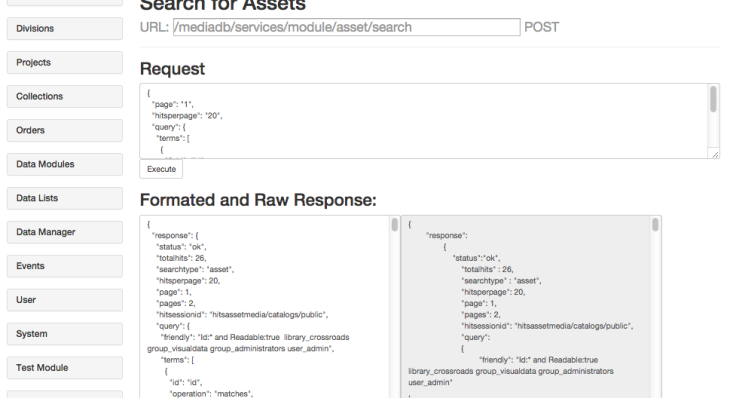 Search for Assets
URL: /mediadb/services/module/asset/search POST
Divisions
Projects
Collections
Orders
Data Modules
Data Lists
Data Manager
Events
User
System
Test Module
Request
{
"page": "1",
"hitsperpage": "20",
"query": {
"terms": [
{
Execute
Formated and Raw Response:
{
"response": {
"status": "ok",
"totalhits": 26,
"searchtype": "asset",
"hitsperpage": 20,
"page": 1,
"pages": 2,
"hitsessionid": "hitsassetmedia/catalogs/public",
"query": {
"friendly": "Id:* and Readable:true library_crossroads
group_visualdata group_administrators user_admin",
"terms": [
{
"id": "id",
"operation": "matches",
{
"response":
{
"status":"ok",
"totalhits" : 26,
"searchtype" : "asset",
"hitsperpage": 20,
"page": 1,
"pages": 2,
"hitsessionid": "hitsassetmedia/catalogs/public",
"query":
{
"friendly": "Id:* and Readable:true
library_crossroads group_visualdata group_administrators
user_admin"